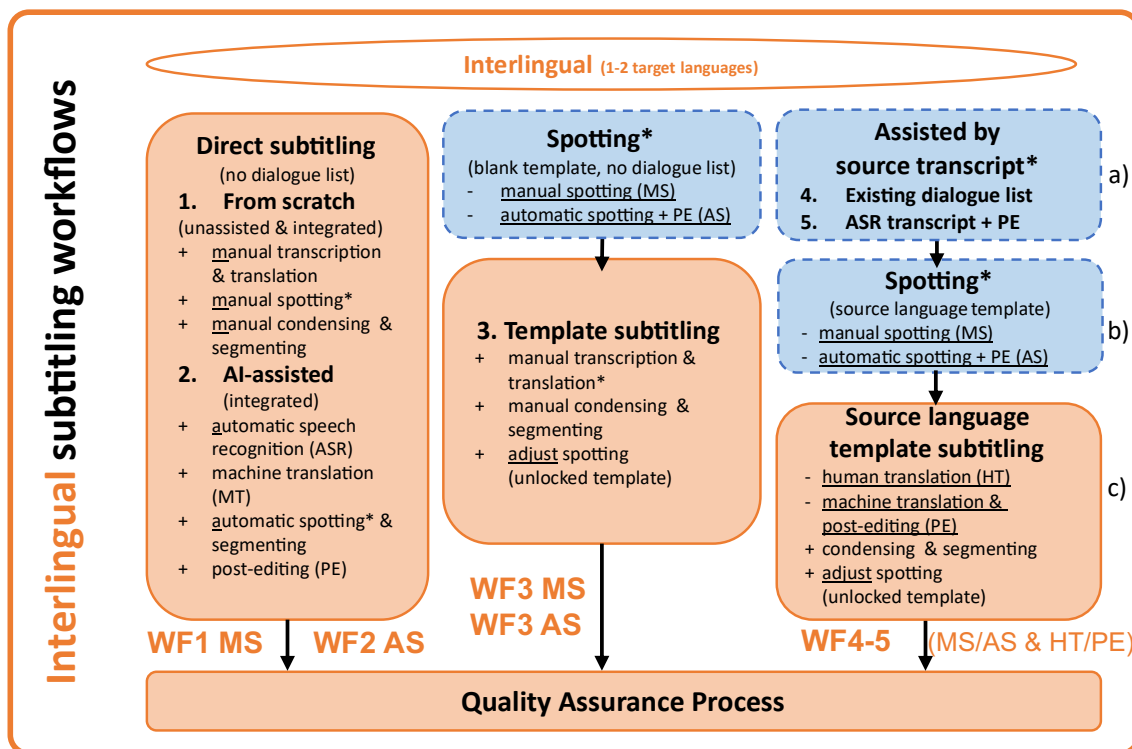 Interlingual subtitling workflows
Interlingual (1-2 target languages)
Direct subitling
(no dialogue list)
1. From scratch
(unassisted & integrated)
+ manual transcription
& translation
+ manual spotting*
+ manual condensing &
segmenting
2. AI-assisted
(integrated)
+ automatic speech
recognition (ASR)
+ machine translation
(MT)
+ automatic spotting* &
segmenting
+ post-editing (PE)
WF1 MS
WF2 AS
Spotting*
(blank template, no dialogue list)
- manual spotting (MS)
- automatic spotting + PE (AS)
3. Template subtitling
+ manual transcription &
translation*
+ manual condensing &
segmenting
+ adjust spotting
(unlocked template)
WF3 MS
WF3 AS
Assisted by
source transcript*
4. Existing dialogue list
5. ASR transcript + PE
a)
Spotting*
(source language template)
- manual spotting (MS)
- automatic spotting + PE (AS)
b)
Source language
template subtitling
- human translation (HT)
- machine translation &
post-editing (PE)
+ condensing & segmenting
+ adjust spotting
(unlocked template)
c)
WF4-5 (MS/AS & HT/PE)
Quality Assurance Process